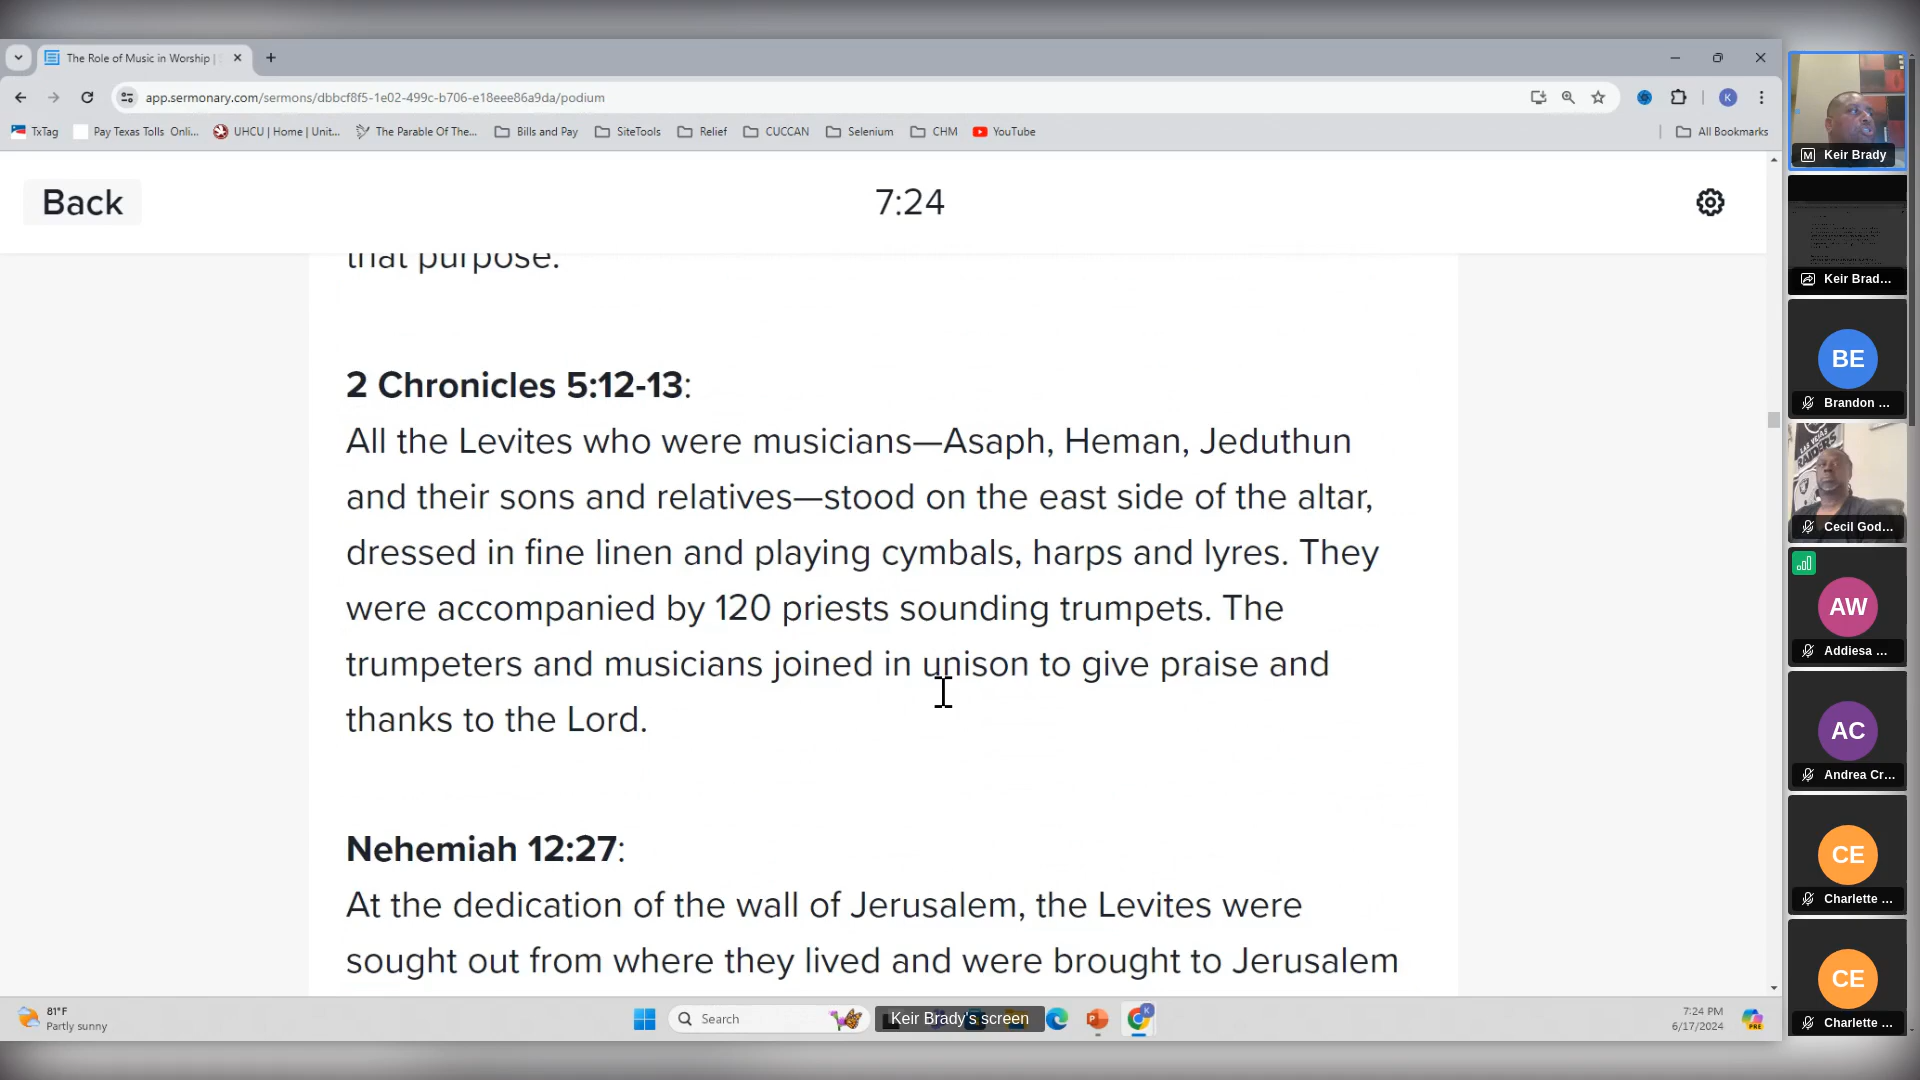 The Role of Music in Worship |
app.sermonary.com/sermons/dbbcf8f5-1e02-499c-b706-e18eee86a9da/podium
K
TxTag
Pay Texas Tolls Onli...
UHCU | Home | Unit...
The Parable Of The...
Bills and Pay
SiteTools
Relief
CUCCAN
Selenium
CHM
YouTube
All Bookmarks
Back
7:24
that purpose.
2 Chronicles 5:12-13:
All the Levites who were musicians—Asaph, Heman, Jeduthun
and their sons and relatives—stood on the east side of the altar,
dressed in fine linen and playing cymbals, harps and lyres. They
were accompanied by 120 priests sounding trumpets. The
trumpeters and musicians joined in unison to give praise and
thanks to the Lord.
Nehemiah 12:27:
At the dedication of the wall of Jerusalem, the Levites were
sought out from where they lived and were brought to Jerusalem
81°F
Partly sunny
Search
Keir Brady's screen
7:24 PM
6/17/2024
PRE
Keir Brady
Keir Brad...
BE
Brandon ...
Cecil God...
AW
Addiesa ...
AC
Andrea Cr...
CE
Charlette ...
CE
Charlette ...